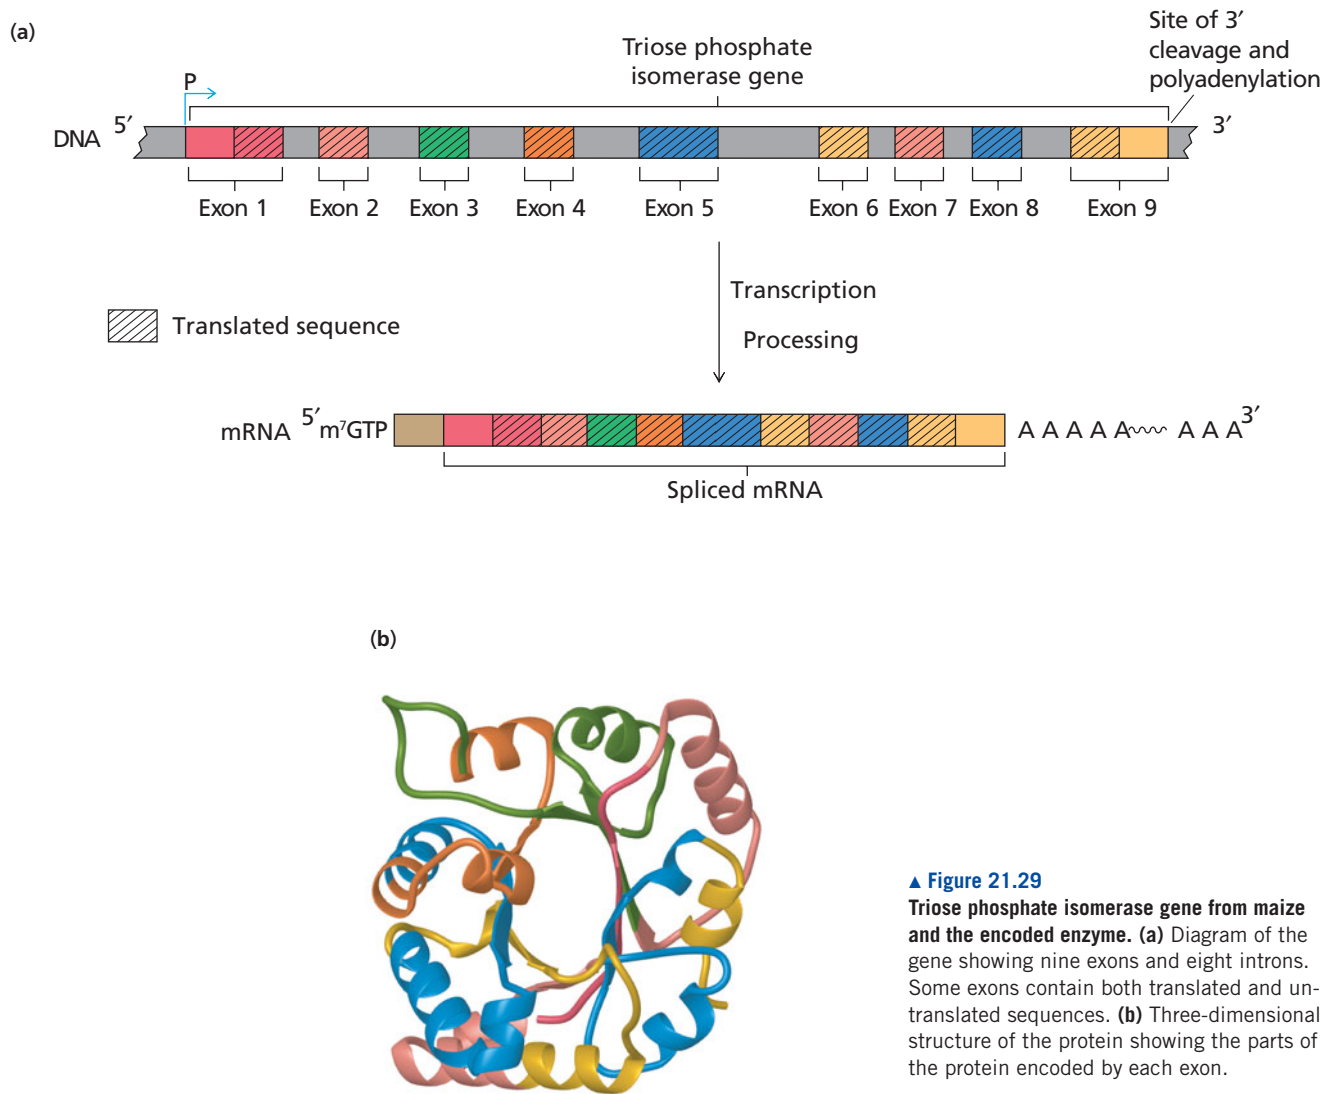 (a)
Site of 3′
cleavage and
polyadenylation
Triose phosphate
isomerase gene
P
DNA 5′ 3′
Exon 1 Exon 2 Exon 3 Exon 4 Exon 5 Exon 6 Exon 7 Exon 8 Exon 9
Transcription
Translated sequence
Processing
mRNA 5′ m⁷GTP A A A A A A A A 3′
Spliced mRNA
(b)
▲ Figure 21.29
Triose phosphate isomerase gene from maize
and the encoded enzyme. (a) Diagram of the
gene showing nine exons and eight introns.
Some exons contain both translated and un-
translated sequences. (b) Three-dimensional
structure of the protein showing the parts of
the protein encoded by each exon.